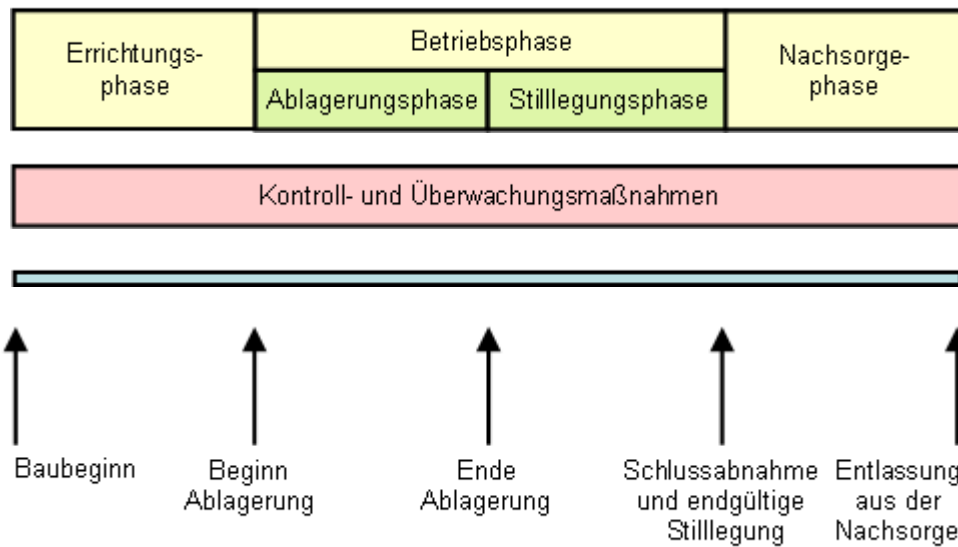 Errichtungs-
phase
Betriebsphase
Ablagerungsphase
Stilllegungsphase
Nachsorge-
phase
Kontroll- und Überwachungsmaßnahmen
Baubeginn
Beginn
Ablagerung
Ende
Ablagerung
Schlussabnahme
und endgültige
Stilllegung
Entlassung
aus der
Nachsorge